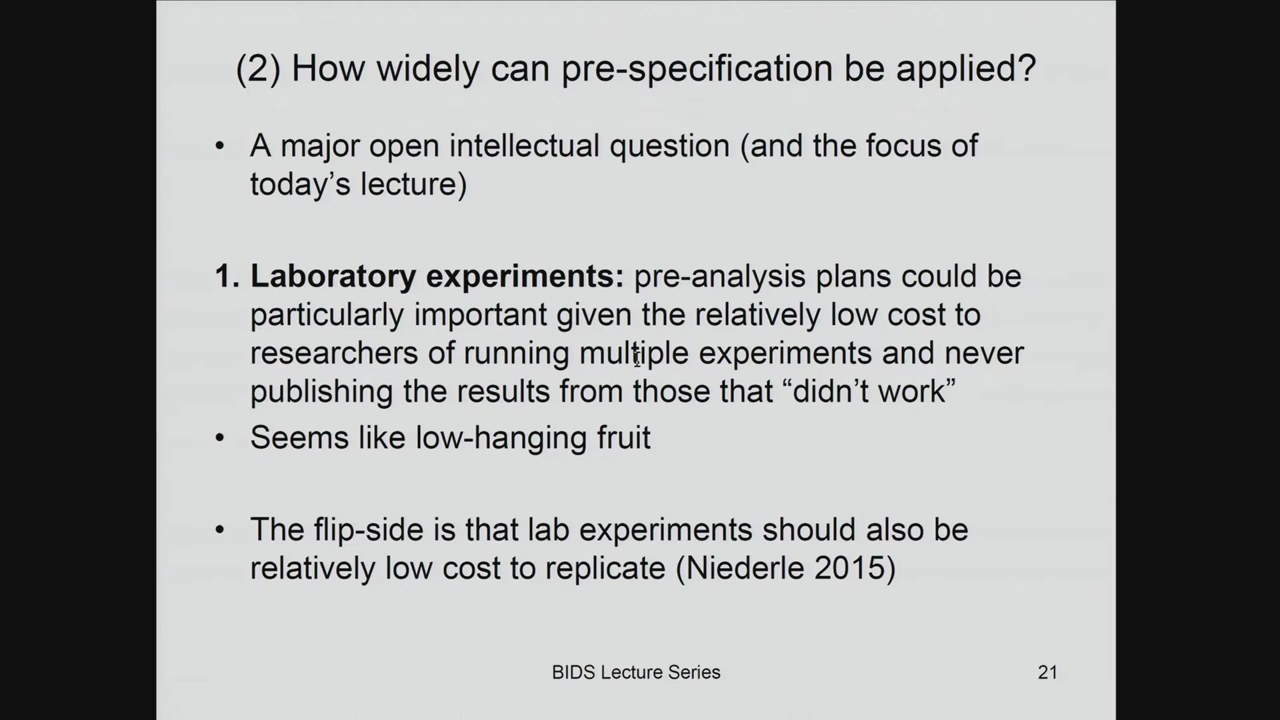 (2) How widely can pre-specification be applied?
• A major open intellectual question (and the focus of
today’s lecture)
1. Laboratory experiments: pre-analysis plans could be
particularly important given the relatively low cost to
researchers of running multiple experiments and never
publishing the results from those that “didn’t work”
• Seems like low-hanging fruit
• The flip-side is that lab experiments should also be
relatively low cost to replicate (Niederle 2015)
BIDS Lecture Series
21